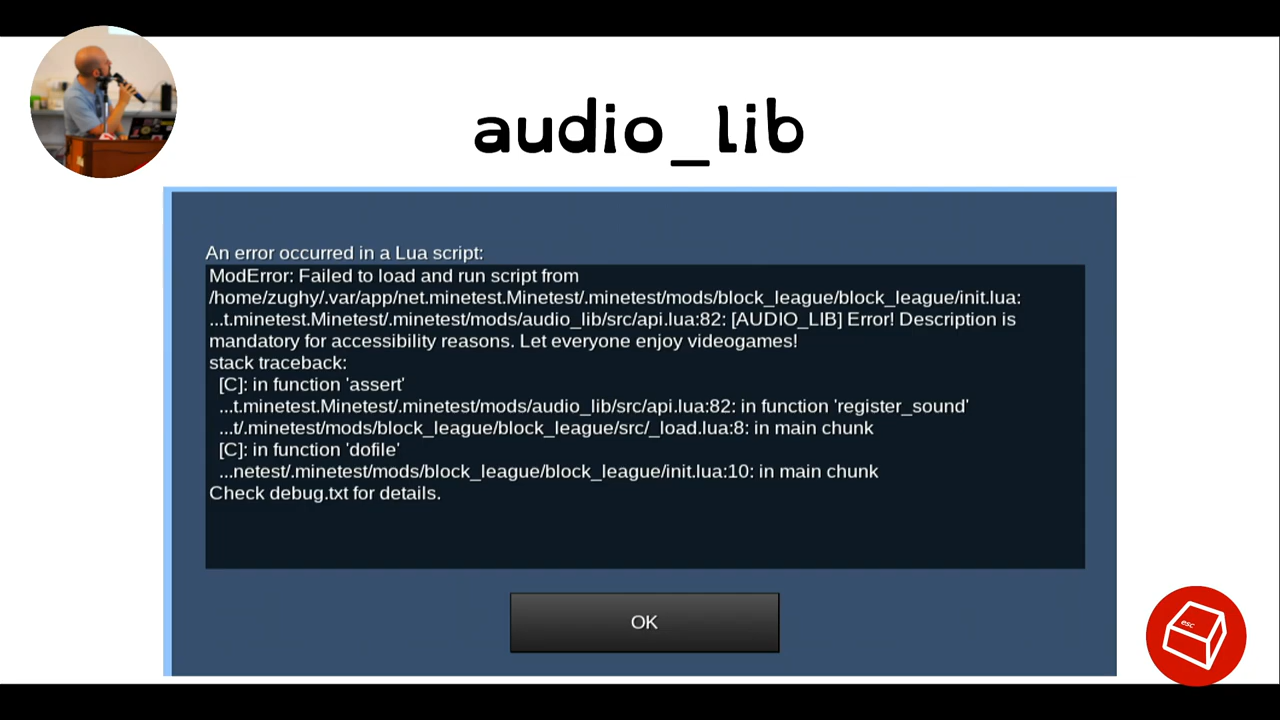 audio_lib
An error occurred in a Lua script:
ModError: Failed to load and run script from
/home/zughy/.var/app/net.minetest.Minetest/.minetest/mods/block_league/block_league/init.lua:
...t.minetest.Minetest/.minetest/mods/audio_lib/src/api.lua:82: [AUDIO_LIB] Error! Description is
mandatory for accessibility reasons. Let everyone enjoy videogames!
stack traceback:
[C]: in function 'assert'
...t.minetest.Minetest/.minetest/mods/audio_lib/src/api.lua:82: in function 'register_sound'
...t/.minetest/mods/block_league/block_league/src/_load.lua:8: in main chunk
[C]: in function 'dofile'
...netest/.minetest/mods/block_league/block_league/init.lua:10: in main chunk
Check debug.txt for details.
OK
esc